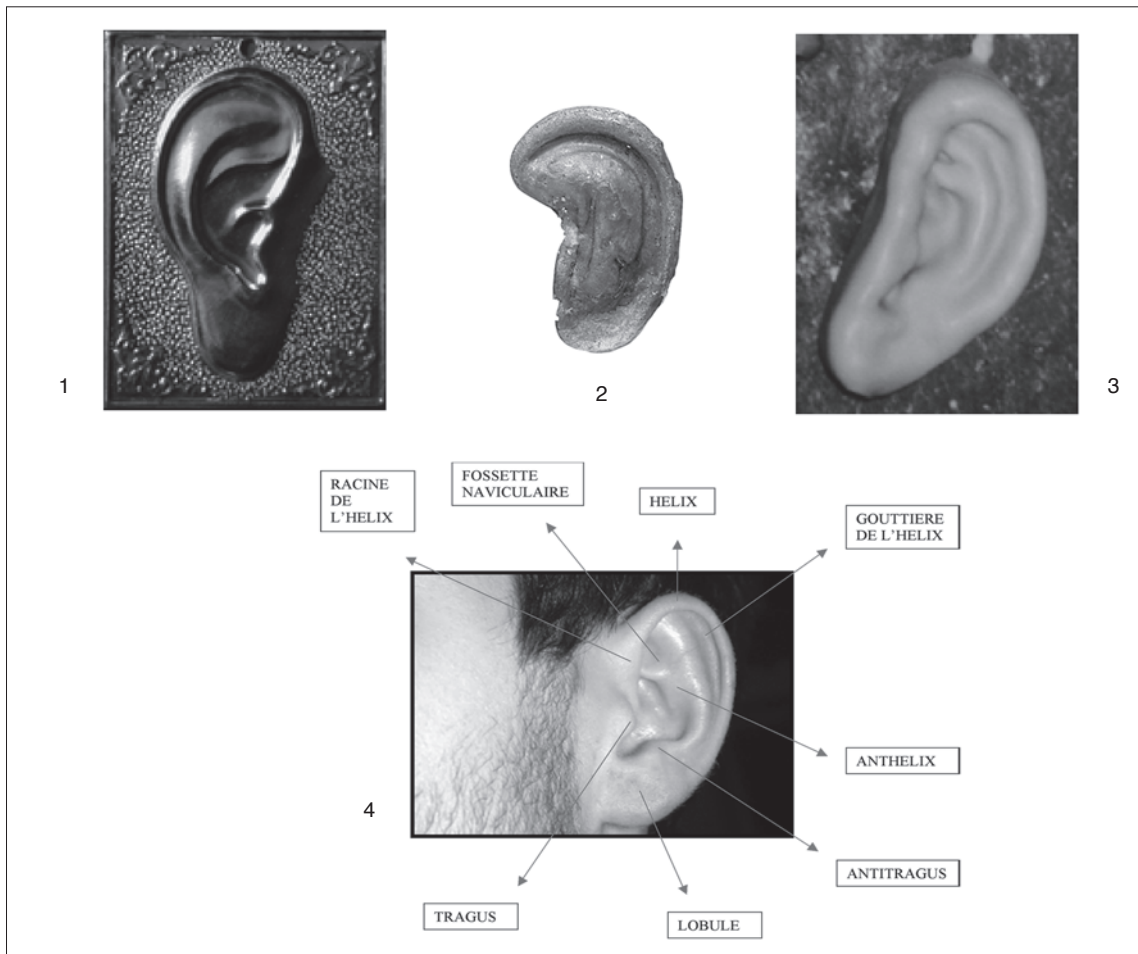 1
2
3
RACINE
DE
L'HELIX
FOSSETTE
NAVICULAIRE
HELIX
GOUTTIERE
DE L'HELIX
4
ANTHELIX
ANTITRAGUS
TRAGUS
LOBULE